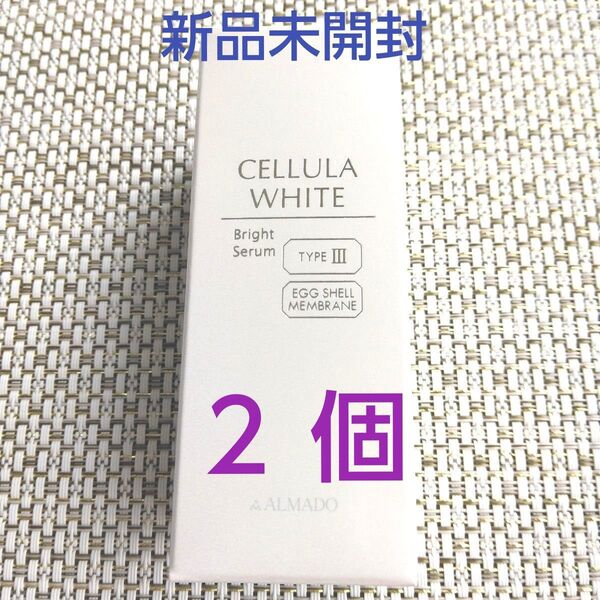 新品未開封
CELLULA
WHITE
Bright
Serum
TYPE III
EGG SHELL
MEMBRANE
2 個
ALMADO